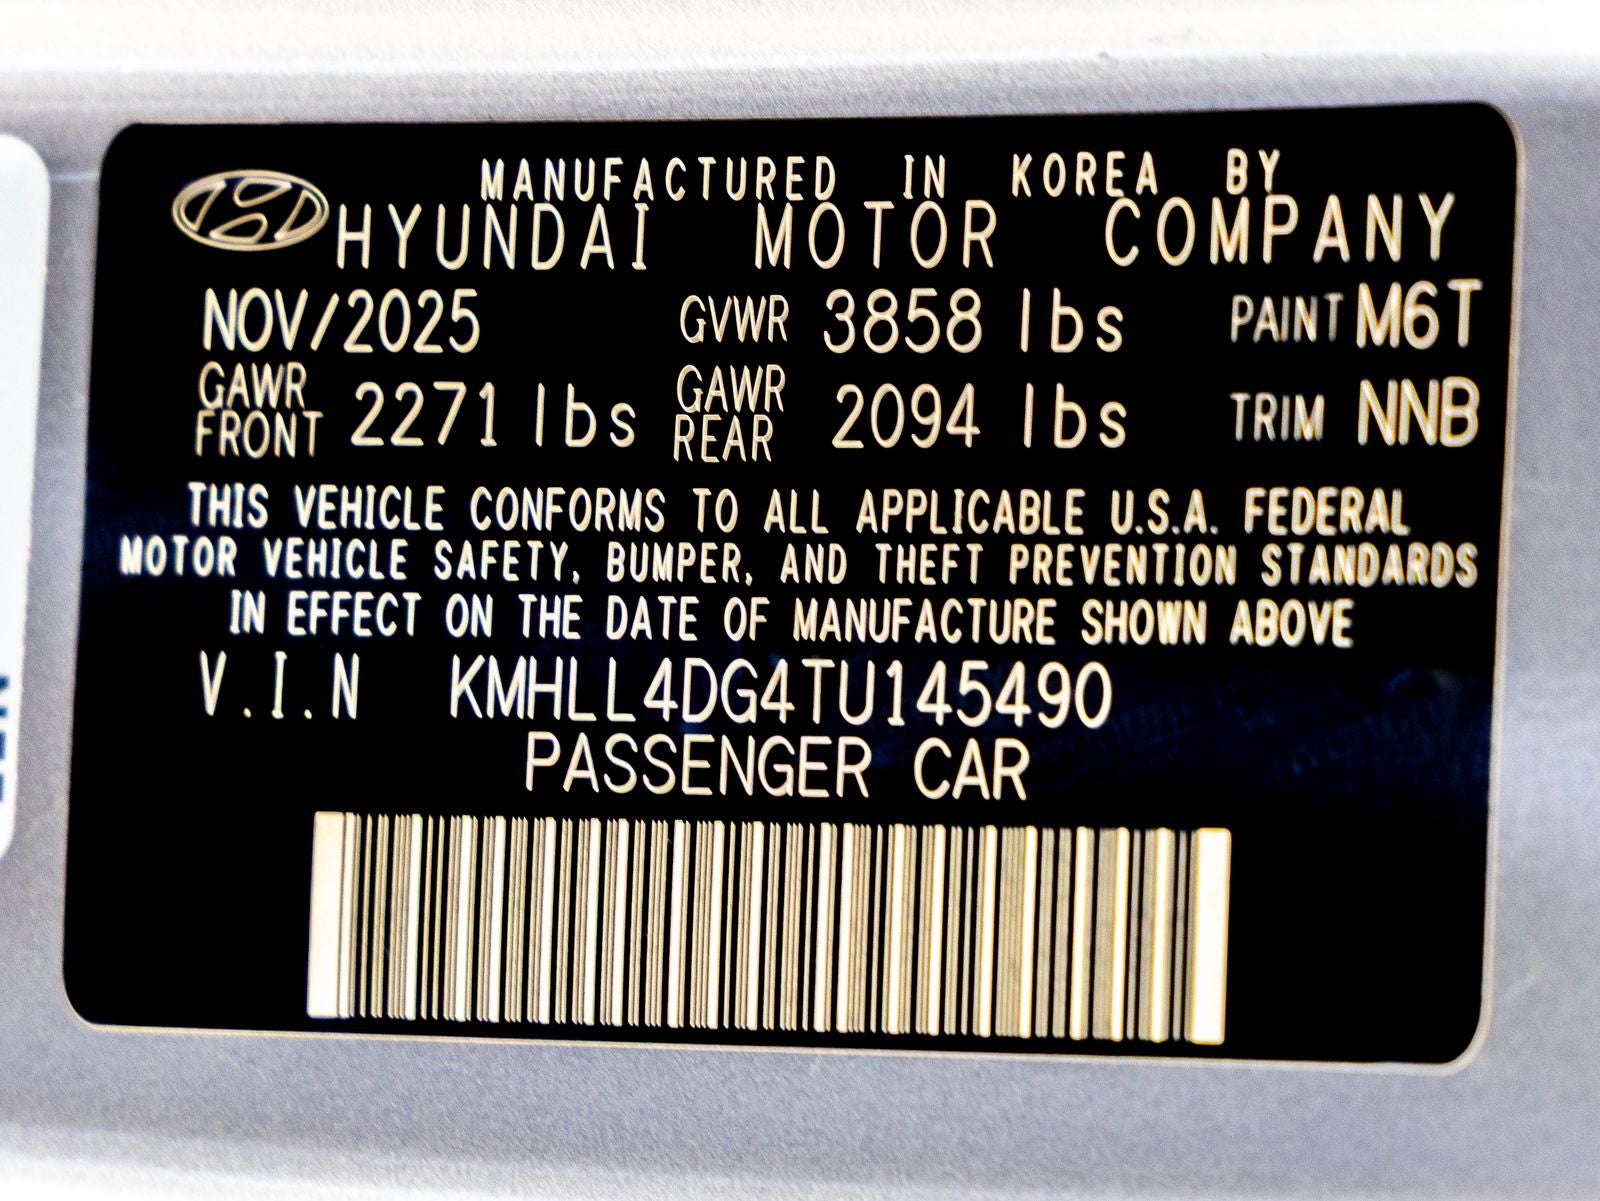 MANUFACTURED IN KOREA BY
HYUNDAI MOTOR COMPANY
NOV/2025 GVWR 3858 lbs PAINT M6T
GAWR FRONT 2271 lbs GAWR REAR 2094 lbs TRIM NNB
THIS VEHICLE CONFORMS TO ALL APPLICABLE U.S.A. FEDERAL
MOTOR VEHICLE SAFETY, BUMPER, AND THEFT PREVENTION STANDARDS
IN EFFECT ON THE DATE OF MANUFACTURE SHOWN ABOVE
V.I.N KMHLL4DG4TU145490
PASSENGER CAR